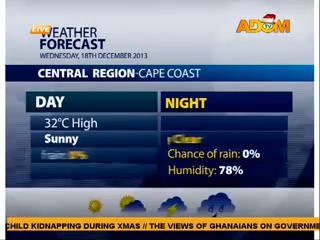 LIVE
WEATHER
FORECAST
WEDNESDAY, 18TH DECEMBER 2013
ADOM
TV
CENTRAL REGION-CAPE COAST
DAY
NIGHT
32°C High
Sunny
Chance of rain: 0%
Humidity: 78%
CHILD KIDNAPPING DURING XMAS // THE VIEWS OF GHANAIANS ON